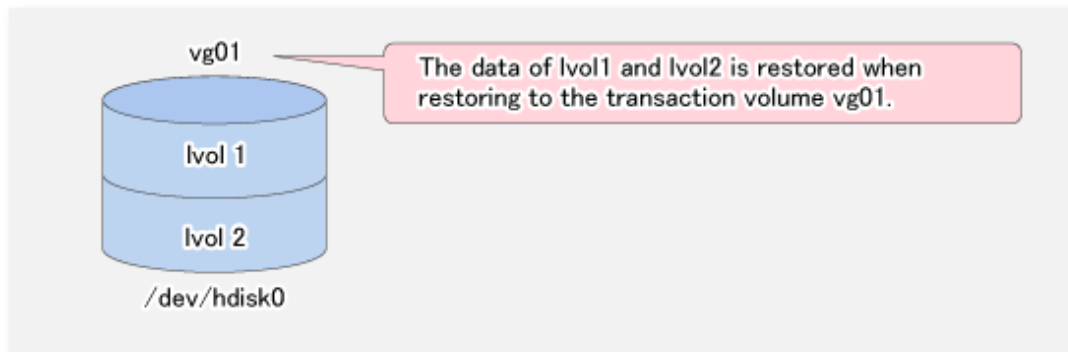 vg01
The data of lvol1 and lvol2 is restored when
restoring to the transaction volume vg01.
lvol 1
lvol 2
/dev/hdisk0